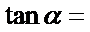 tan α =